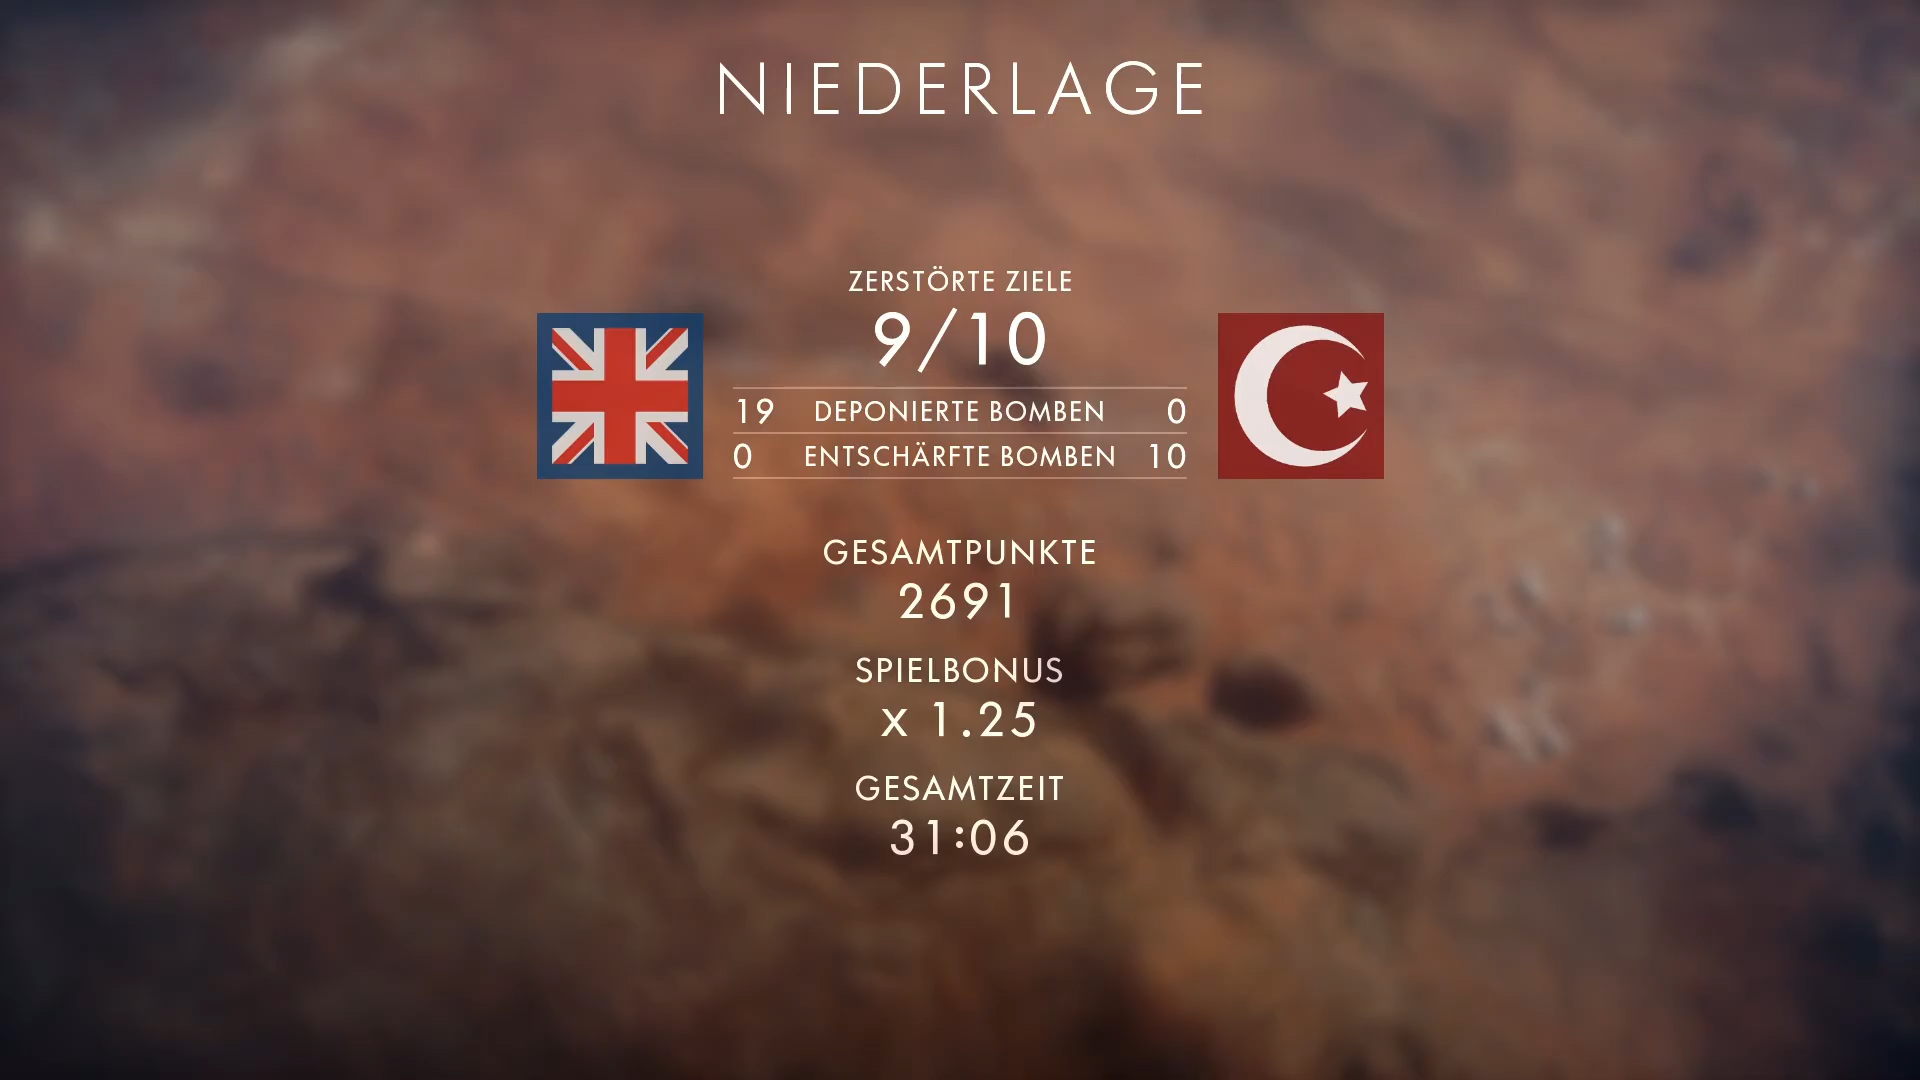 NIEDERLAGE
ZERSTÖRTE ZIELE
9/10
19 DEPONIERTE BOMBEN 0
0 ENTSCHÄRFTE BOMBEN 10
GESAMTPUNKTE
2691
SPIELBONUS
x 1.25
GESAMTZEIT
31:06